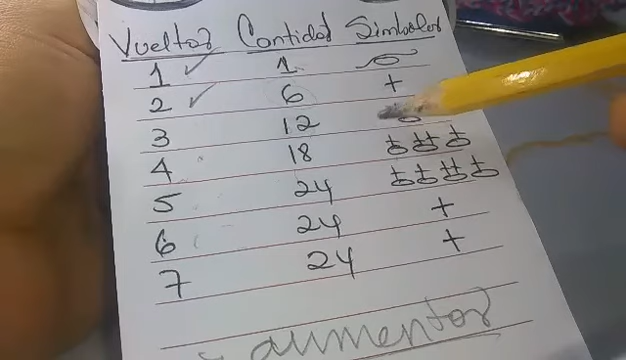 Vueltas Cantidad Simbolos
1 ✓ 1
2 ✓ 6 +
3 12
4 18
5 24
6 24 +
7 24 +
aumentos